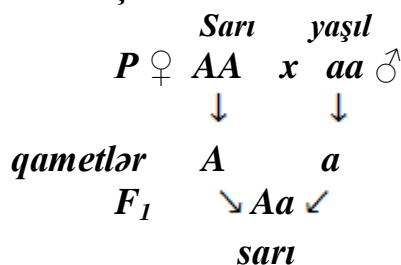 Sarı yaşıl
P ♀ AA x aa ♂
↓ ↓
qametlər A a
F₁ ↘ Aa ↙
sarı